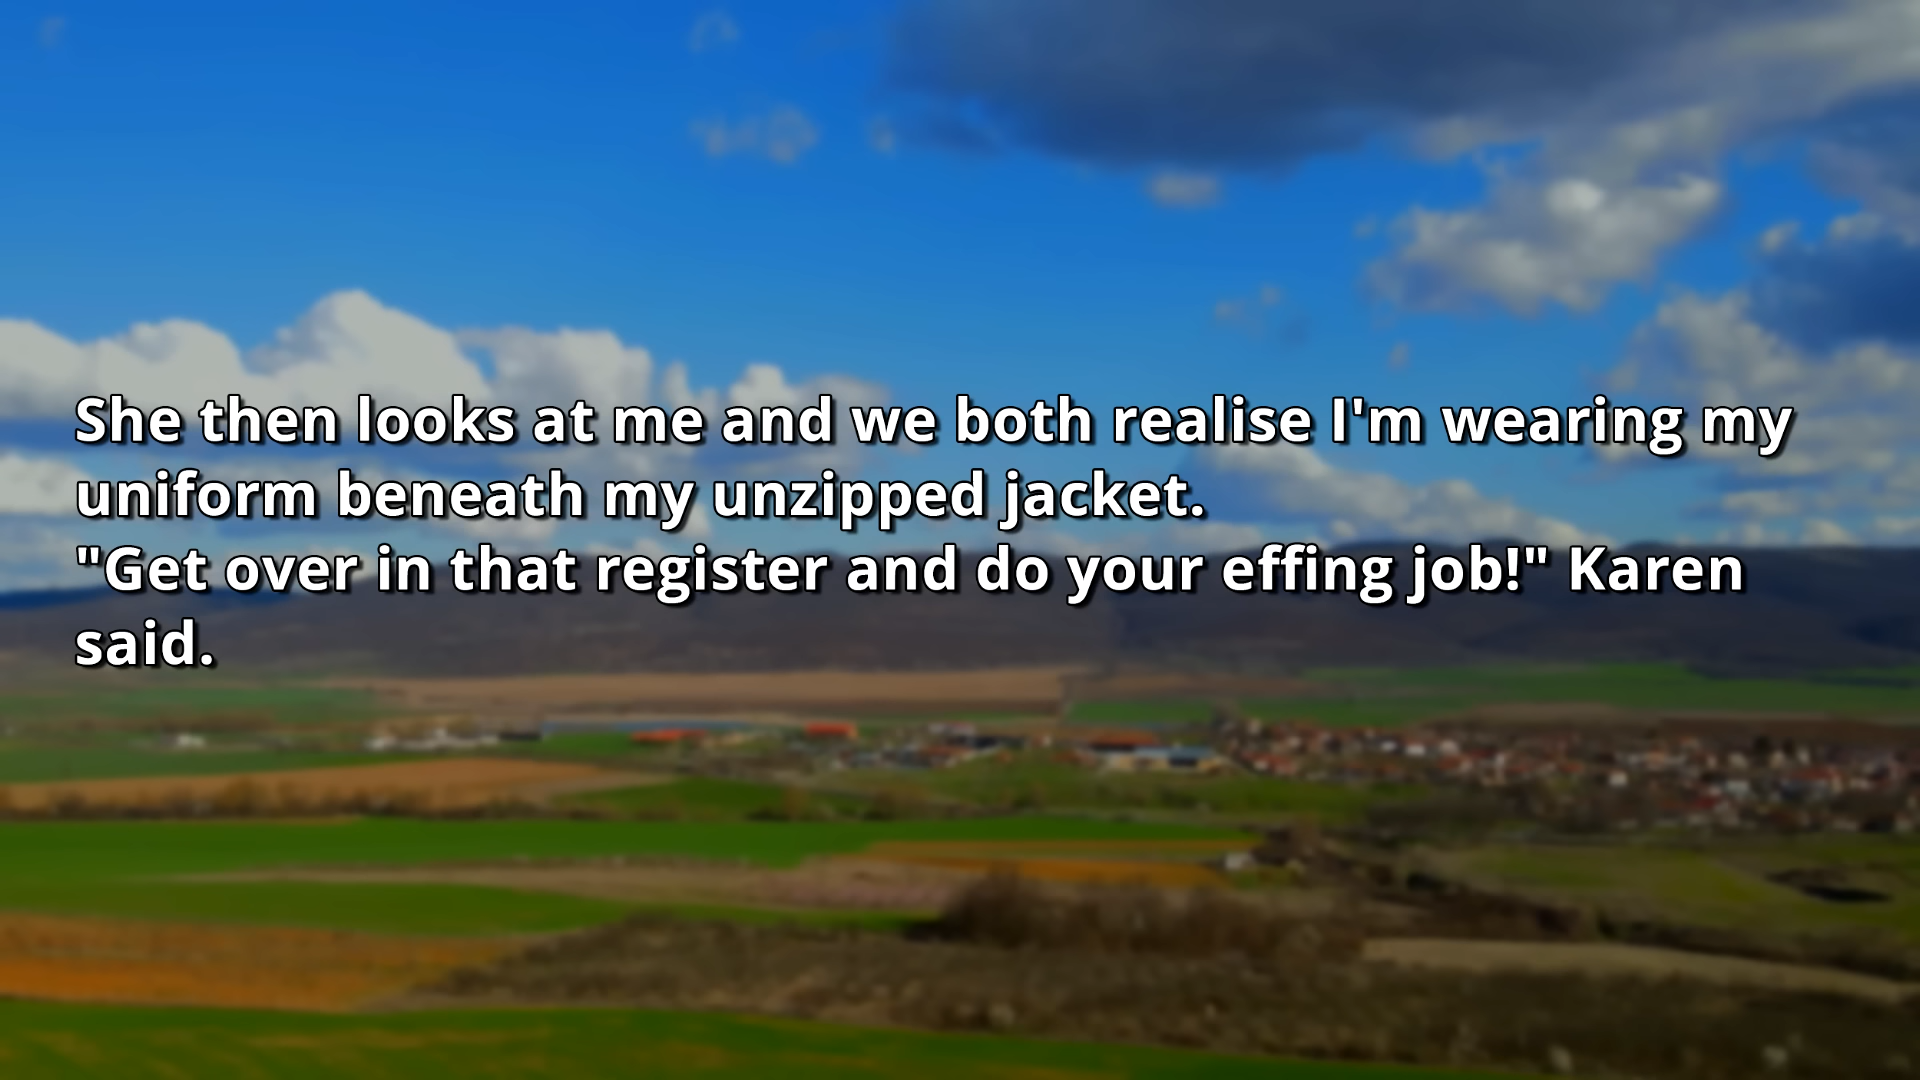 She then looks at me and we both realise I'm wearing my
uniform beneath my unzipped jacket.
"Get over in that register and do your effing job!" Karen
said.